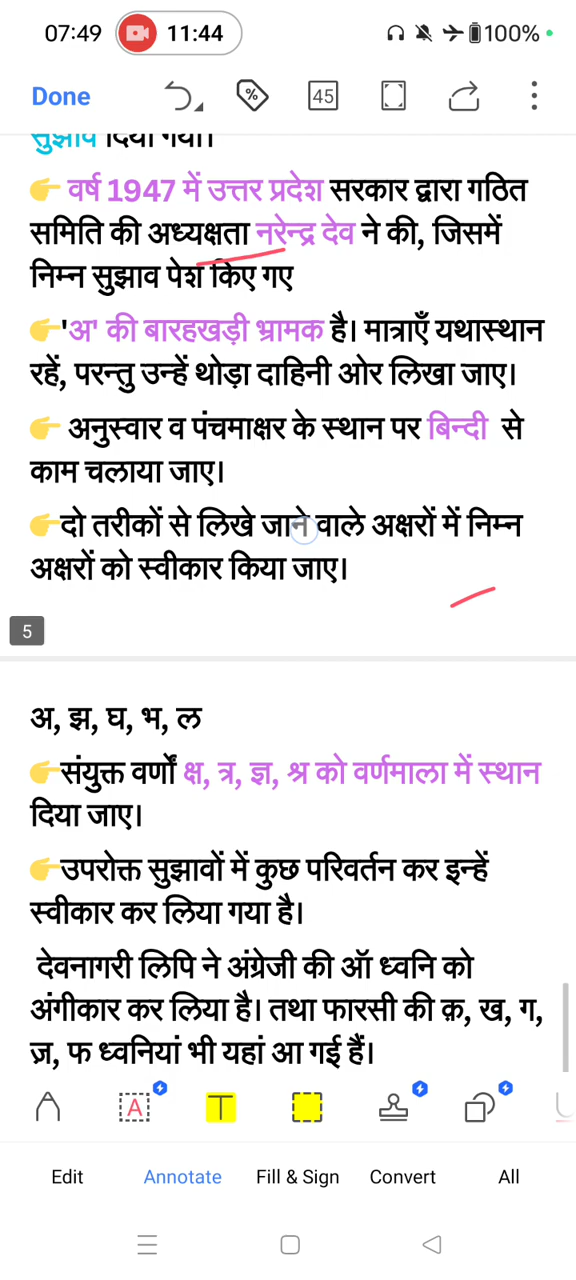 07:49 11:44 100%
Done % 45
सुझाव दिया गया।
👉 वर्ष 1947 में उत्तर प्रदेश सरकार द्वारा गठित
समिति की अध्यक्षता नरेन्द्र देव ने की, जिसमें
निम्न सुझाव पेश किए गए
👉'अ' की बारहखड़ी भ्रामक है। मात्राएँ यथास्थान
रहें, परन्तु उन्हें थोड़ा दाहिनी ओर लिखा जाए।
👉 अनुस्वार व पंचमाक्षर के स्थान पर बिन्दी से
काम चलाया जाए।
👉दो तरीकों से लिखे जाने वाले अक्षरों में निम्न
अक्षरों को स्वीकार किया जाए।
5
अ, झ, घ, भ, ल
👉संयुक्त वर्णों क्ष, त्र, ज्ञ, श्र को वर्णमाला में स्थान
दिया जाए।
👉उपरोक्त सुझावों में कुछ परिवर्तन कर इन्हें
स्वीकार कर लिया गया है।
देवनागरी लिपि ने अंग्रेजी की ऑ ध्वनि को
अंगीकार कर लिया है। तथा फारसी की क़, ख, ग,
ज़, फ ध्वनियां भी यहां आ गई हैं।
A T
Edit Annotate Fill & Sign Convert All